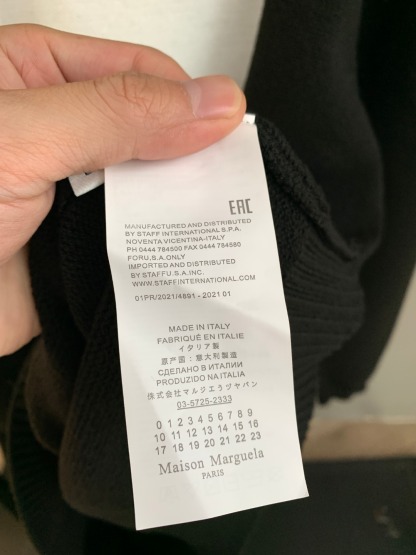 EAC
MANUFACTURED AND DISTRIBUTED
BY STAFF INTERNATIONAL S.P.A.
NOVENTA VICENTINA-ITALY
PH 0444 784500 FAX 0444 784580
FORU,S.A.ONLY
IMPORTED AND DISTRIBUTED
BY STAFFU.S.A.INC.
WWW.STAFFINTERNATIONAL.COM
01PR/2021/4891 - 2021 01
MADE IN ITALY
FABRIQUÉ EN ITALIE
イタリア製
原产国：意大利製造
СДЕЛАНО В ИТАЛИИ
PRODUZIDO NA ITALIA
株式会社マルジエラジャパン
03-5725-2333
0 1 2 3 4 5 6 7 8 9
10 11 12 13 14 15 16
17 18 19 20 21 22 23
Maison Marguela
PARIS